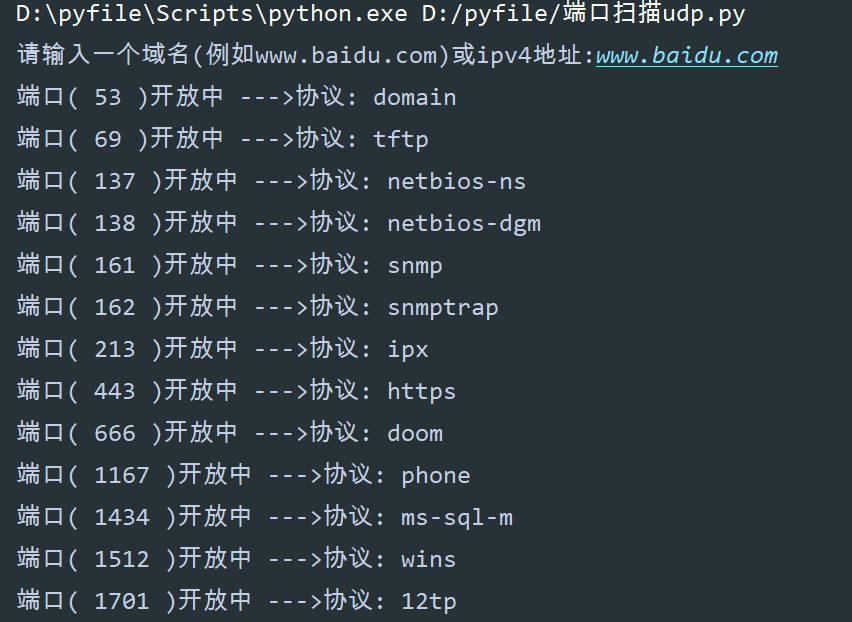 D:\pyfile\Scripts\python.exe D:/pyfile/端口扫描udp.py
请输入一个域名(例如www.baidu.com)或ipv4地址:www.baidu.com
端口( 53 )开放中 --->协议: domain
端口( 69 )开放中 --->协议: tftp
端口( 137 )开放中 --->协议: netbios-ns
端口( 138 )开放中 --->协议: netbios-dgm
端口( 161 )开放中 --->协议: snmp
端口( 162 )开放中 --->协议: snmptrap
端口( 213 )开放中 --->协议: ipx
端口( 443 )开放中 --->协议: https
端口( 666 )开放中 --->协议: doom
端口( 1167 )开放中 --->协议: phone
端口( 1434 )开放中 --->协议: ms-sql-m
端口( 1512 )开放中 --->协议: wins
端口( 1701 )开放中 --->协议: l2tp